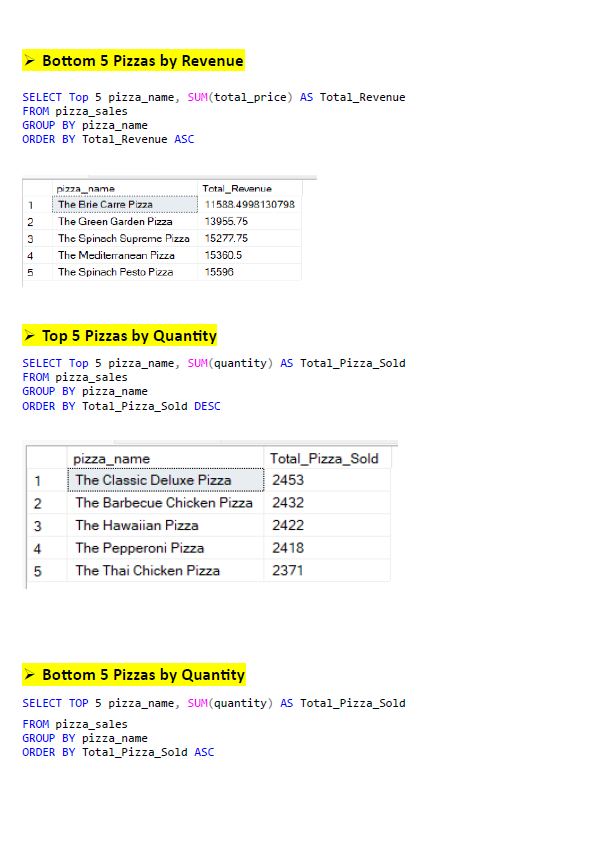 ➢ Bottom 5 Pizzas by Revenue
SELECT Top 5 pizza_name, SUM(total_price) AS Total_Revenue
FROM pizza_sales
GROUP BY pizza_name
ORDER BY Total_Revenue ASC
pizza_name Total_Revenue
1 The Brie Carre Pizza 11588.4998130798
2 The Green Garden Pizza 13955.75
3 The Spinach Supreme Pizza 15277.75
4 The Mediterranean Pizza 15360.5
5 The Spinach Pesto Pizza 15596
➢ Top 5 Pizzas by Quantity
SELECT Top 5 pizza_name, SUM(quantity) AS Total_Pizza_Sold
FROM pizza_sales
GROUP BY pizza_name
ORDER BY Total_Pizza_Sold DESC
pizza_name Total_Pizza_Sold
1 The Classic Deluxe Pizza 2453
2 The Barbecue Chicken Pizza 2432
3 The Hawaiian Pizza 2422
4 The Pepperoni Pizza 2418
5 The Thai Chicken Pizza 2371
➢ Bottom 5 Pizzas by Quantity
SELECT TOP 5 pizza_name, SUM(quantity) AS Total_Pizza_Sold
FROM pizza_sales
GROUP BY pizza_name
ORDER BY Total_Pizza_Sold ASC